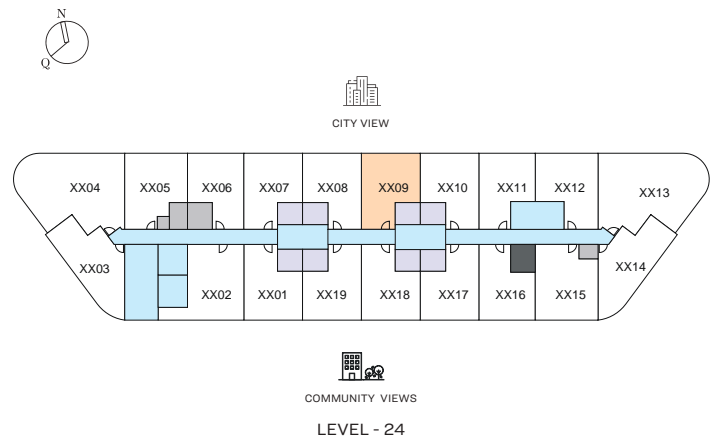 N
Q
CITY VIEW
XX04 XX05 XX06 XX07 XX08 XX09 XX10 XX11 XX12 XX13
XX03 XX02 XX01 XX19 XX18 XX17 XX16 XX15 XX14
COMMUNITY VIEWS
LEVEL - 24